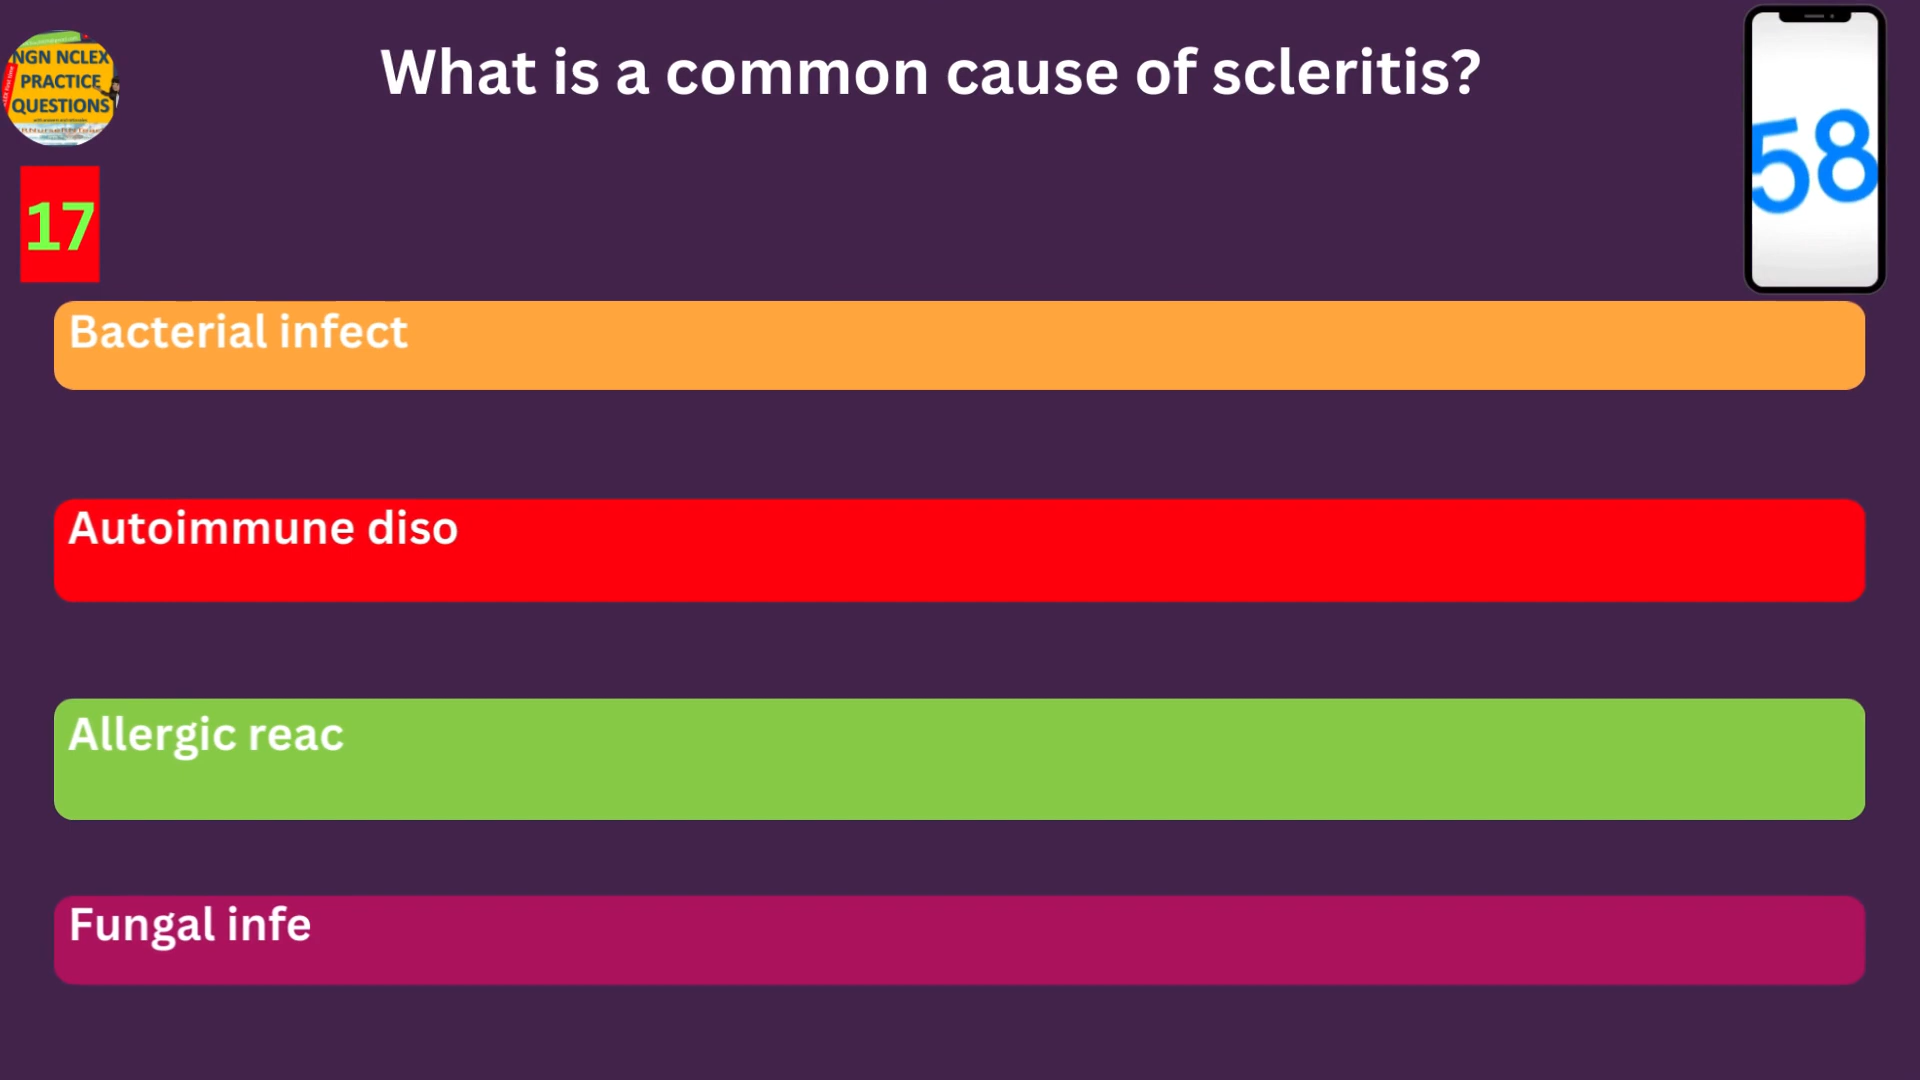 NGN NCLEX
PRACTICE
QUESTIONS
What is a common cause of scleritis?
58
17
Bacterial infect
Autoimmune diso
Allergic reac
Fungal infe